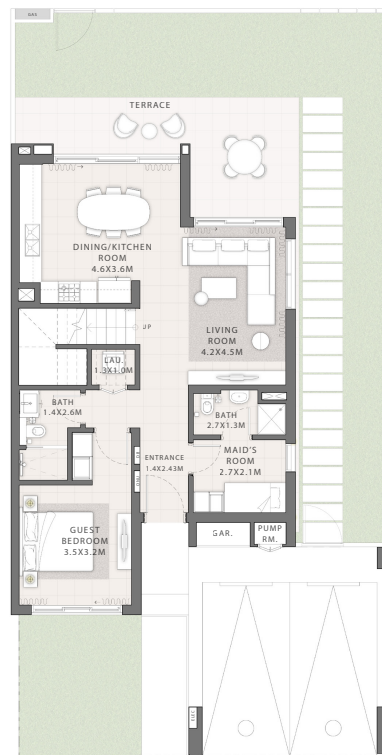 GAS
TERRACE
DINING/KITCHEN
ROOM
4.6X3.6M
UP
LIVING
ROOM
4.2X4.5M
LAU.
1.3X1.0M
BATH
1.4X2.6M
BATH
2.7X1.3M
ENTRANCE
1.4X2.43M
MAID'S
ROOM
2.7X2.1M
GUEST
BEDROOM
3.5X3.2M
GAR.
PUMP
RM.
ELEC